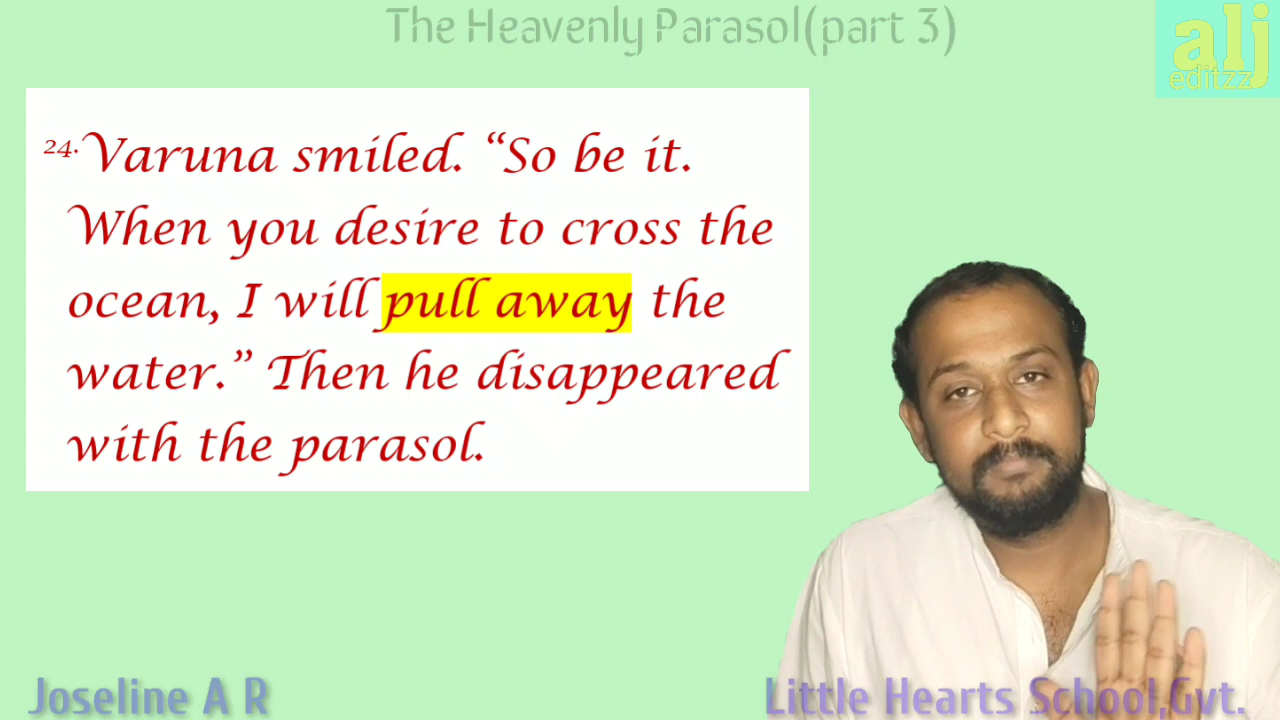 The Heavenly Parasol(part 3)
alj
editzz
24. Varuna smiled. “So be it.
When you desire to cross the
ocean, I will pull away the
water.” Then he disappeared
with the parasol.
Joseline A R
Little Hearts School,Gvt.